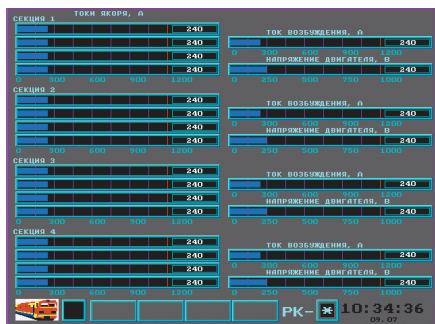 ТОКИ ЯКОРЯ, А
СЕКЦИЯ 1
240
240
240
240
0 300 600 900 1200
ТОК ВОЗБУЖДЕНИЯ, А
240
0 300 600 900 1200
НАПРЯЖЕНИЕ ДВИГАТЕЛЯ, В
240
0 250 500 750 1000
СЕКЦИЯ 2
240
240
240
240
0 300 600 900 1200
ТОК ВОЗБУЖДЕНИЯ, А
240
0 300 600 900 1200
НАПРЯЖЕНИЕ ДВИГАТЕЛЯ, В
240
0 250 500 750 1000
СЕКЦИЯ 3
240
240
240
240
0 300 600 900 1200
ТОК ВОЗБУЖДЕНИЯ, А
240
0 300 600 900 1200
НАПРЯЖЕНИЕ ДВИГАТЕЛЯ, В
240
0 250 500 750 1000
СЕКЦИЯ 4
240
240
240
240
0 300 600 900 1200
ТОК ВОЗБУЖДЕНИЯ, А
240
0 300 600 900 1200
НАПРЯЖЕНИЕ ДВИГАТЕЛЯ, В
240
0 250 500 750 1000
РК- * 10:34:36
09.07